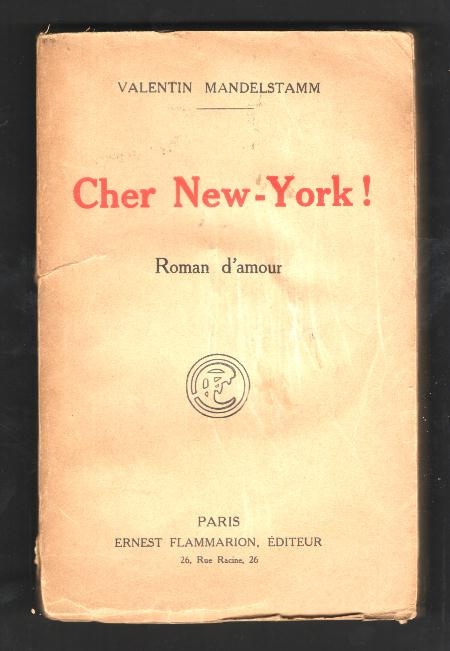 VALENTIN MANDELSTAMM
Cher New-York !
Roman d'amour
PARIS
ERNEST FLAMMARION, ÉDITEUR
26, Rue Racine, 26